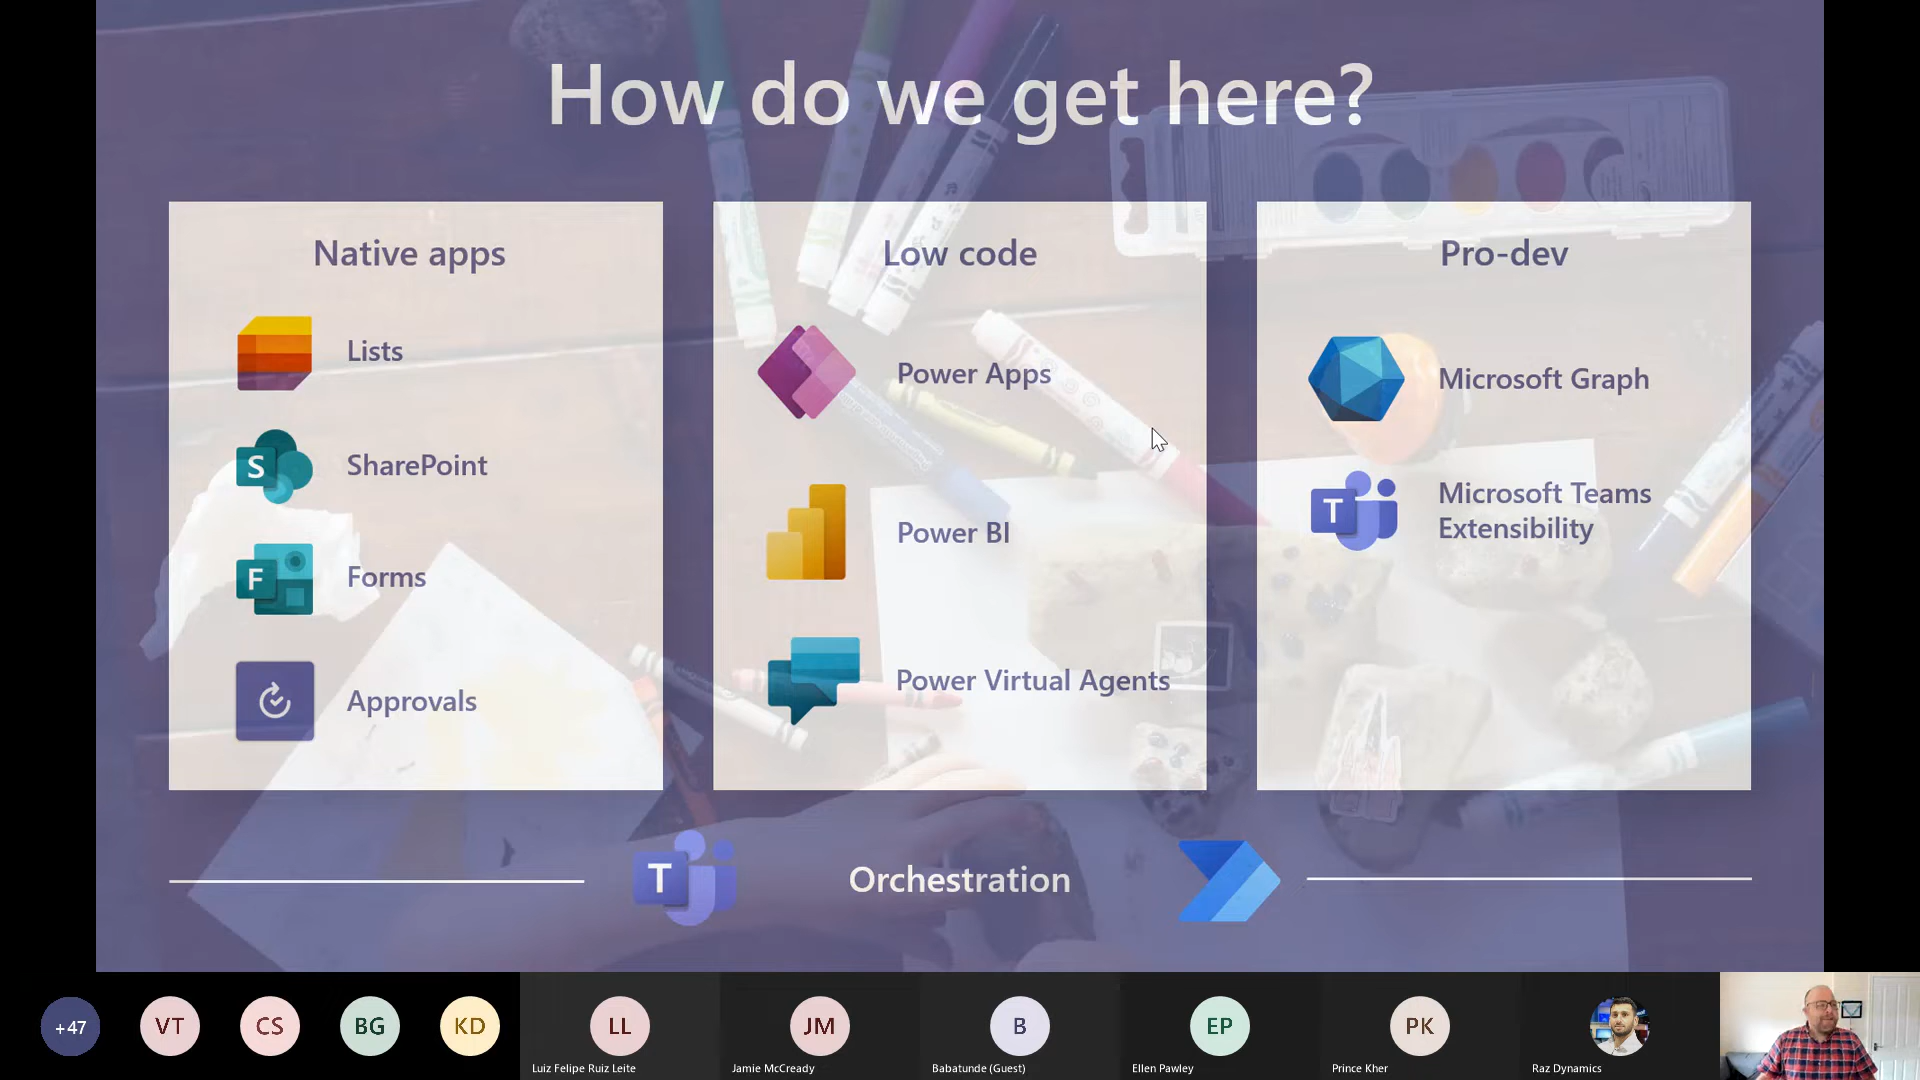 How do we get here?
Native apps
Lists
S
SharePoint
F
Forms
Approvals
Low code
Power Apps
Power BI
Power Virtual Agents
Pro-dev
Microsoft Graph
T
Microsoft Teams
Extensibility
T
Orchestration
+47
VT
CS
BG
KD
LL
Luiz Felipe Ruiz Leite
JM
Jamie McCready
B
Babatunde (Guest)
EP
Ellen Pawley
PK
Prince Kher
Raz Dynamics